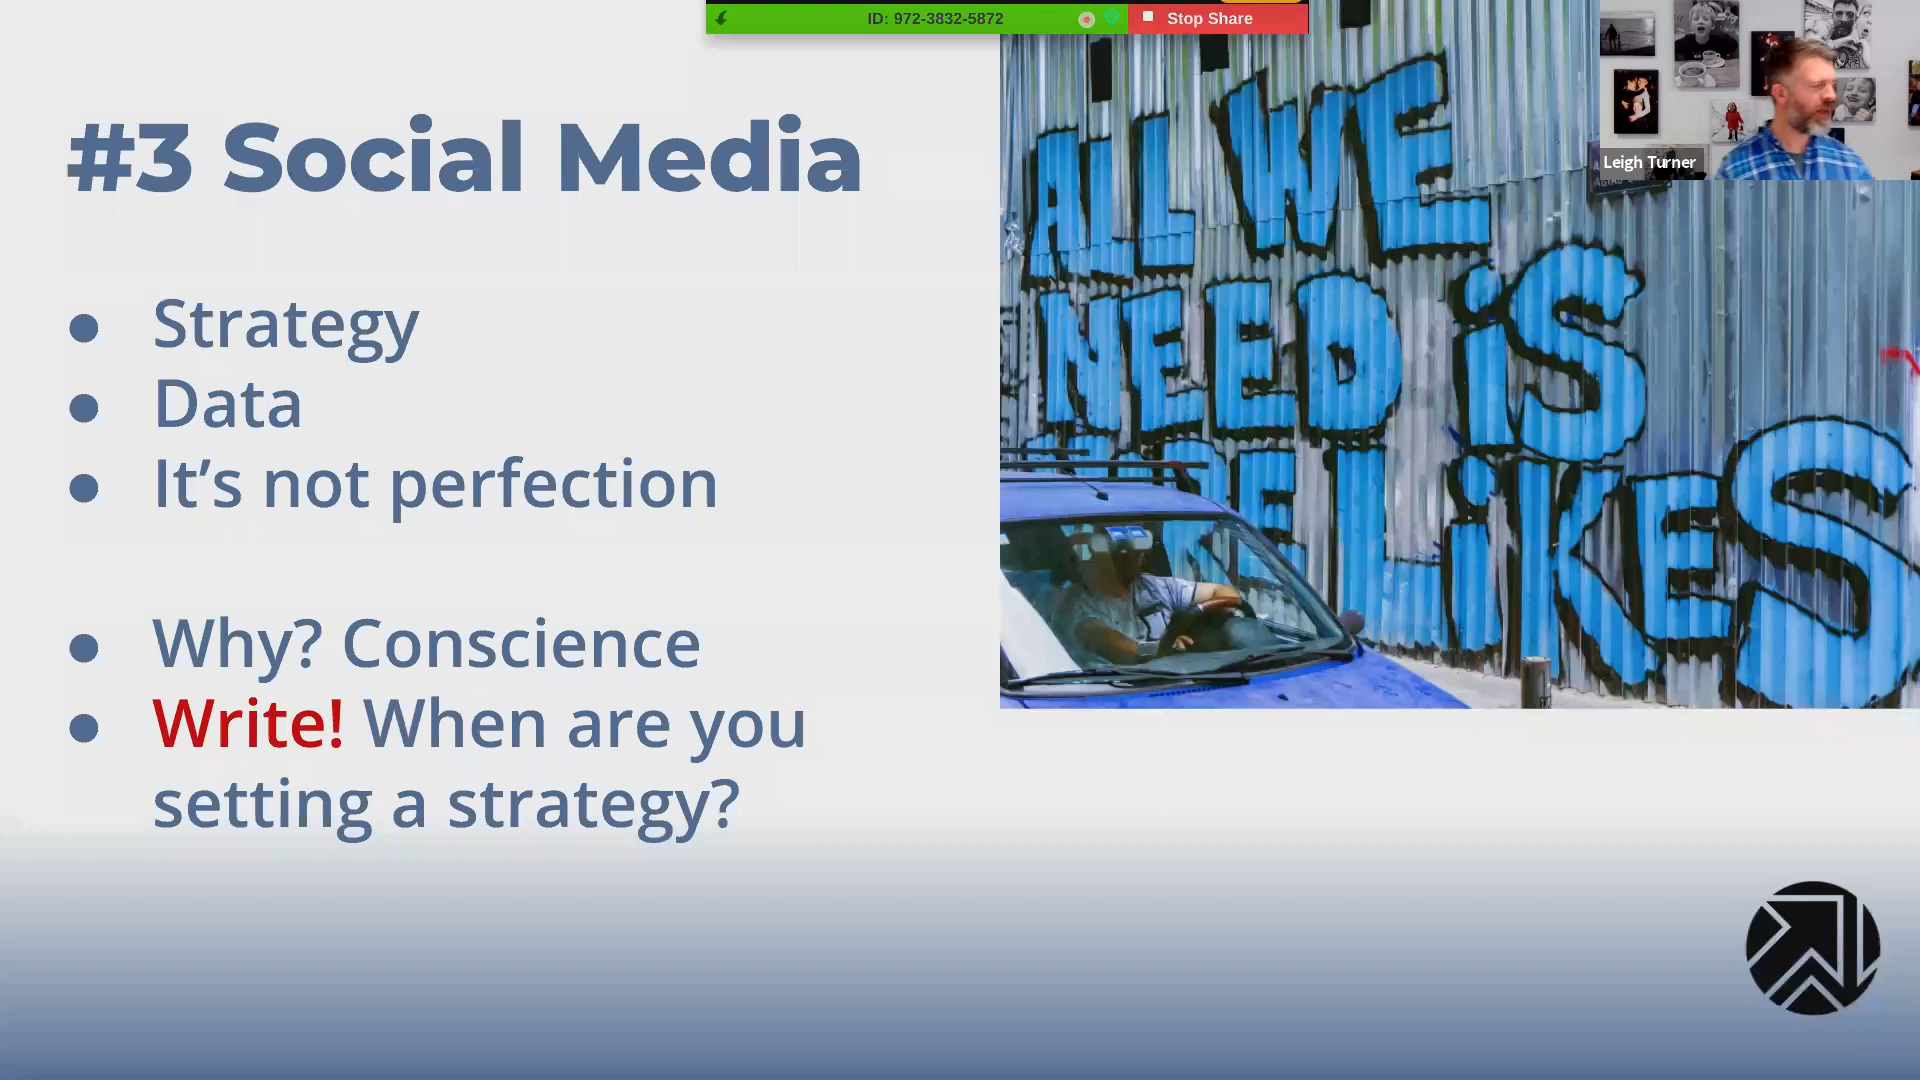 ID: 972-3832-5872
Stop Share
Leigh Turner
#3 Social Media
● Strategy
● Data
● It’s not perfection
● Why? Conscience
● Write! When are you
setting a strategy?
ALL WE
NEED iS
LiKES